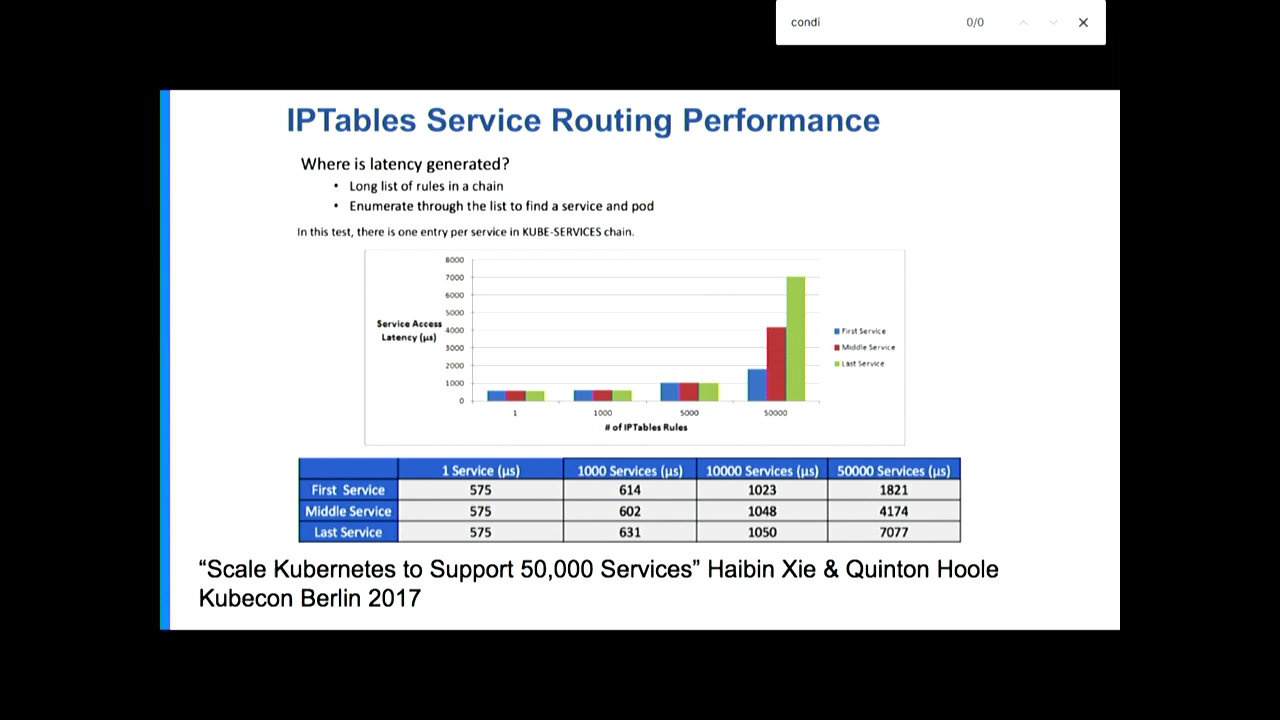 condi
0/0
IPTables Service Routing Performance
Where is latency generated?
• Long list of rules in a chain
• Enumerate through the list to find a service and pod
In this test, there is one entry per service in KUBE-SERVICES chain.
8000
7000
6000
5000
4000
3000
2000
1000
0
Service Access
Latency (µs)
First Service
Middle Service
Last Service
1 1000 5000 50000
# of IPTables Rules
1 Service (µs) 1000 Services (µs) 10000 Services (µs) 50000 Services (µs)
First Service 575 614 1023 1821
Middle Service 575 602 1048 4174
Last Service 575 631 1050 7077
“Scale Kubernetes to Support 50,000 Services” Haibin Xie & Quinton Hoole
Kubecon Berlin 2017